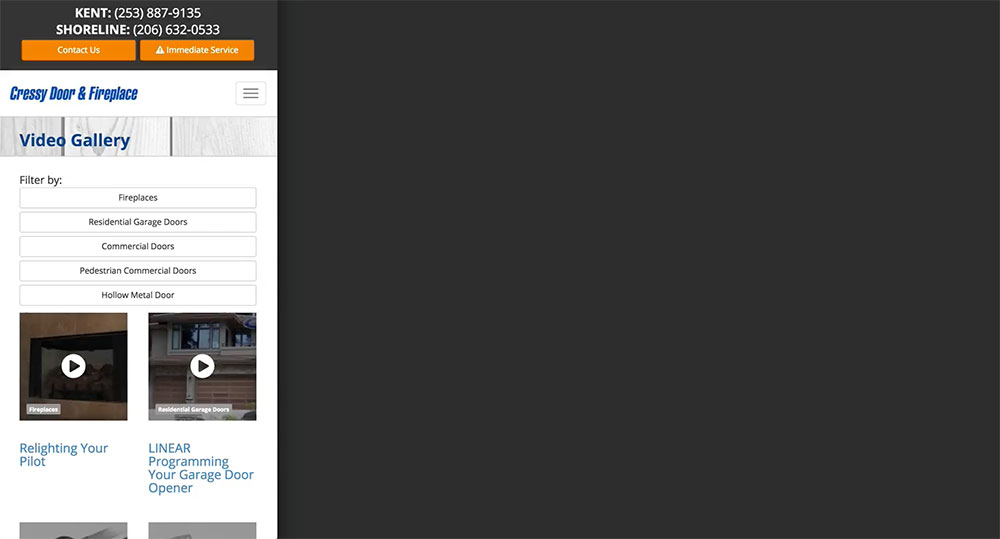 KENT: (253) 887-9135
SHORELINE: (206) 632-0533
Contact Us
Immediate Service
Cressy Door & Fireplace
Video Gallery
Filter by:
Fireplaces
Residential Garage Doors
Commercial Doors
Pedestrian Commercial Doors
Hollow Metal Door
Fireplaces
Residential Garage Doors
Relighting Your
Pilot
LINEAR
Programming
Your Garage Door
Opener